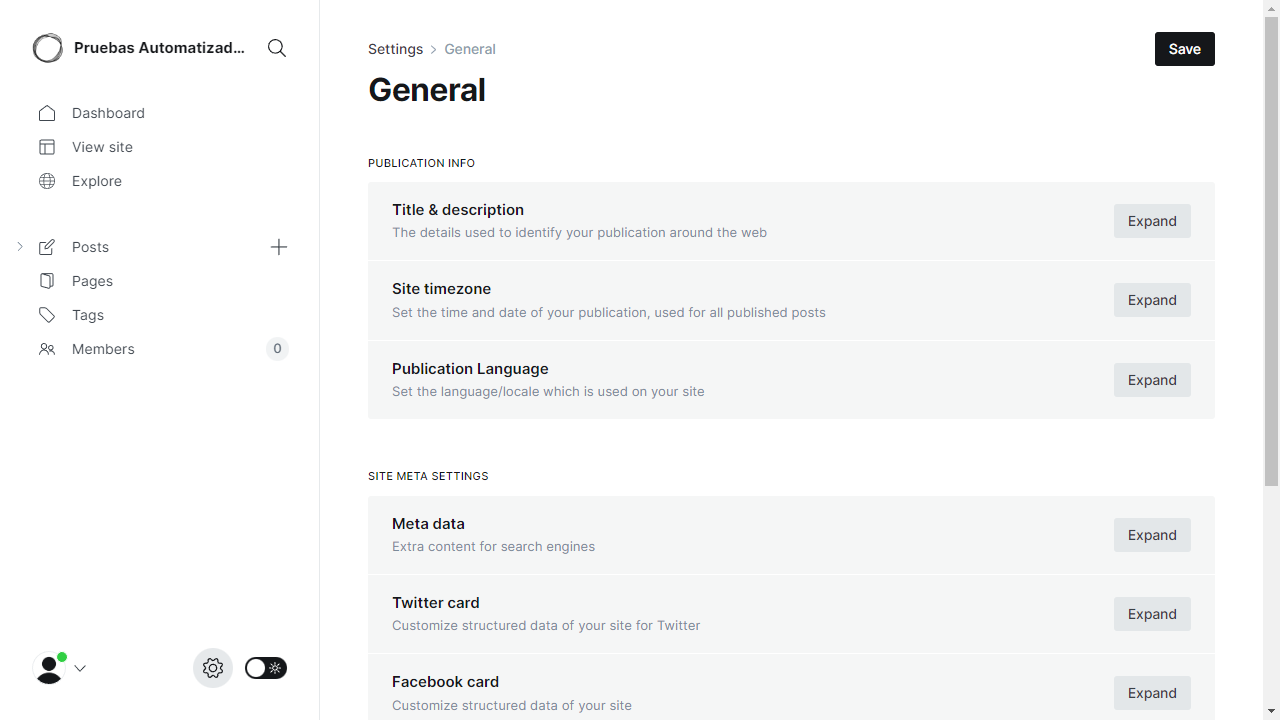 Pruebas Automatizad...
Dashboard
View site
Explore
Posts
Pages
Tags
Members
0
Settings
General
Save
General
PUBLICATION INFO
Title & description
The details used to identify your publication around the web
Expand
Site timezone
Set the time and date of your publication, used for all published posts
Expand
Publication Language
Set the language/locale which is used on your site
Expand
SITE META SETTINGS
Meta data
Extra content for search engines
Expand
Twitter card
Customize structured data of your site for Twitter
Expand
Facebook card
Customize structured data of your site
Expand